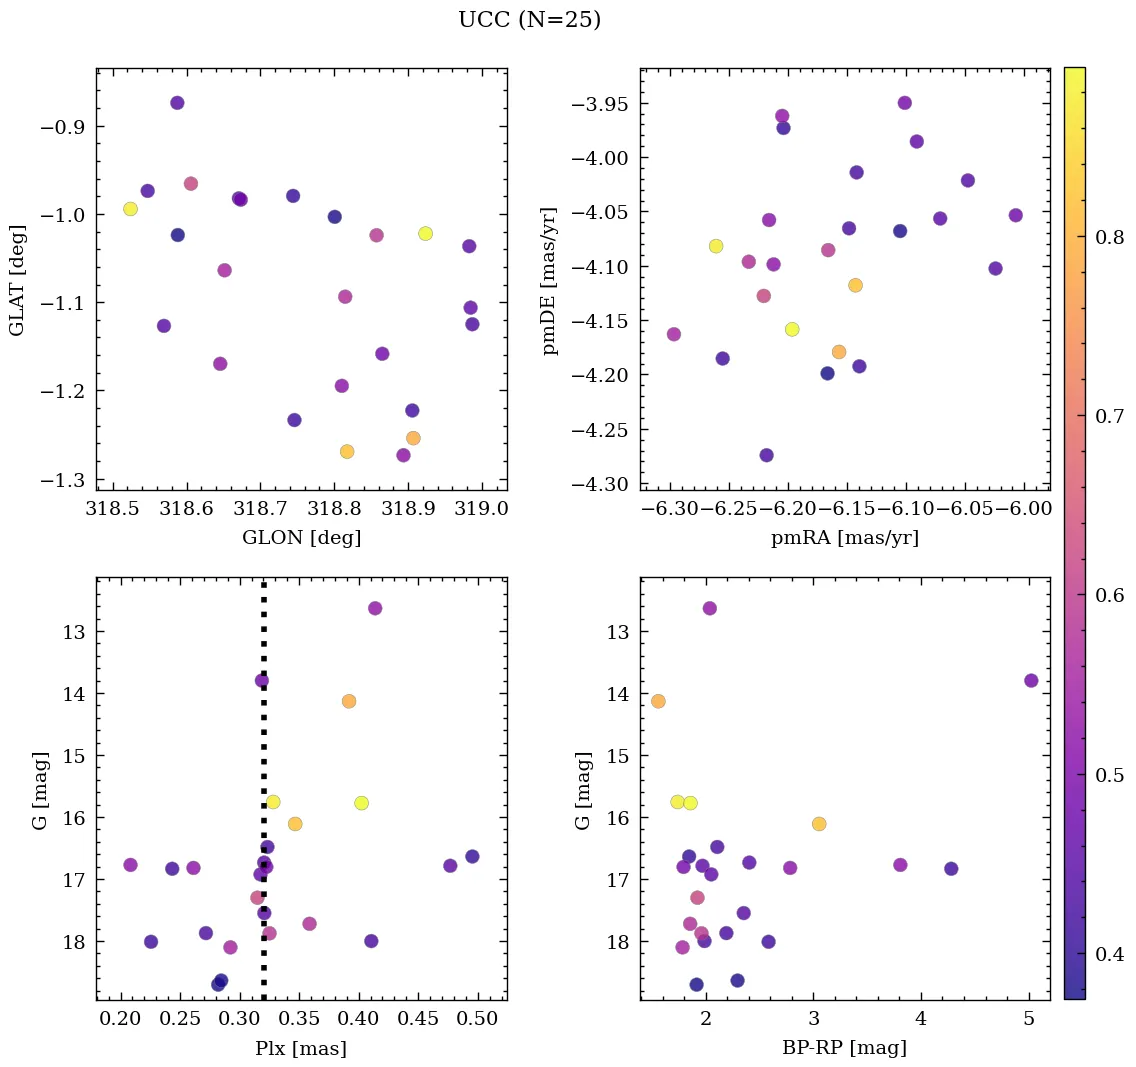 UCC (N=25)
−0.9
−1.0
−1.1
−1.2
−1.3
GLAT [deg]
318.5 318.6 318.7 318.8 318.9 319.0
GLON [deg]
−3.95
−4.00
−4.05
−4.10
−4.15
−4.20
−4.25
−4.30
pmDE [mas/yr]
−6.30 −6.25 −6.20 −6.15 −6.10 −6.05 −6.00
pmRA [mas/yr]
0.8
0.7
0.6
0.5
0.4
13
14
15
16
17
18
G [mag]
0.20 0.25 0.30 0.35 0.40 0.45 0.50
Plx [mas]
13
14
15
16
17
18
G [mag]
2 3 4 5
BP-RP [mag]